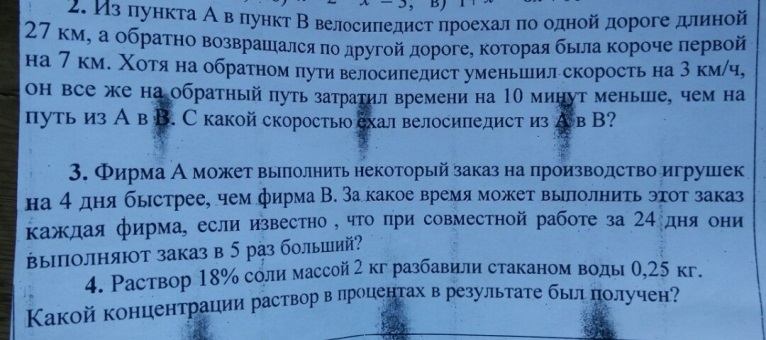 2. Из пункта А в пункт В велосипедист проехал по одной дороге длиной
27 км, а обратно возвращался по другой дороге, которая была короче первой
на 7 км. Хотя на обратном пути велосипедист уменьшил скорость на 3 км/ч,
он все же на обратный путь затратил времени на 10 минут меньше, чем на
путь из А в В. С какой скоростью ехал велосипедист из А в В?
3. Фирма А может выполнить некоторый заказ на производство игрушек
на 4 дня быстрее, чем фирма В. За какое время может выполнить этот заказ
каждая фирма, если известно , что при совместной работе за 24 дня они
выполняют заказ в 5 раз больший?
4. Раствор 18% соли массой 2 кг разбавили стаканом воды 0,25 кг.
Какой концентрации раствор в процентах в результате был получен?